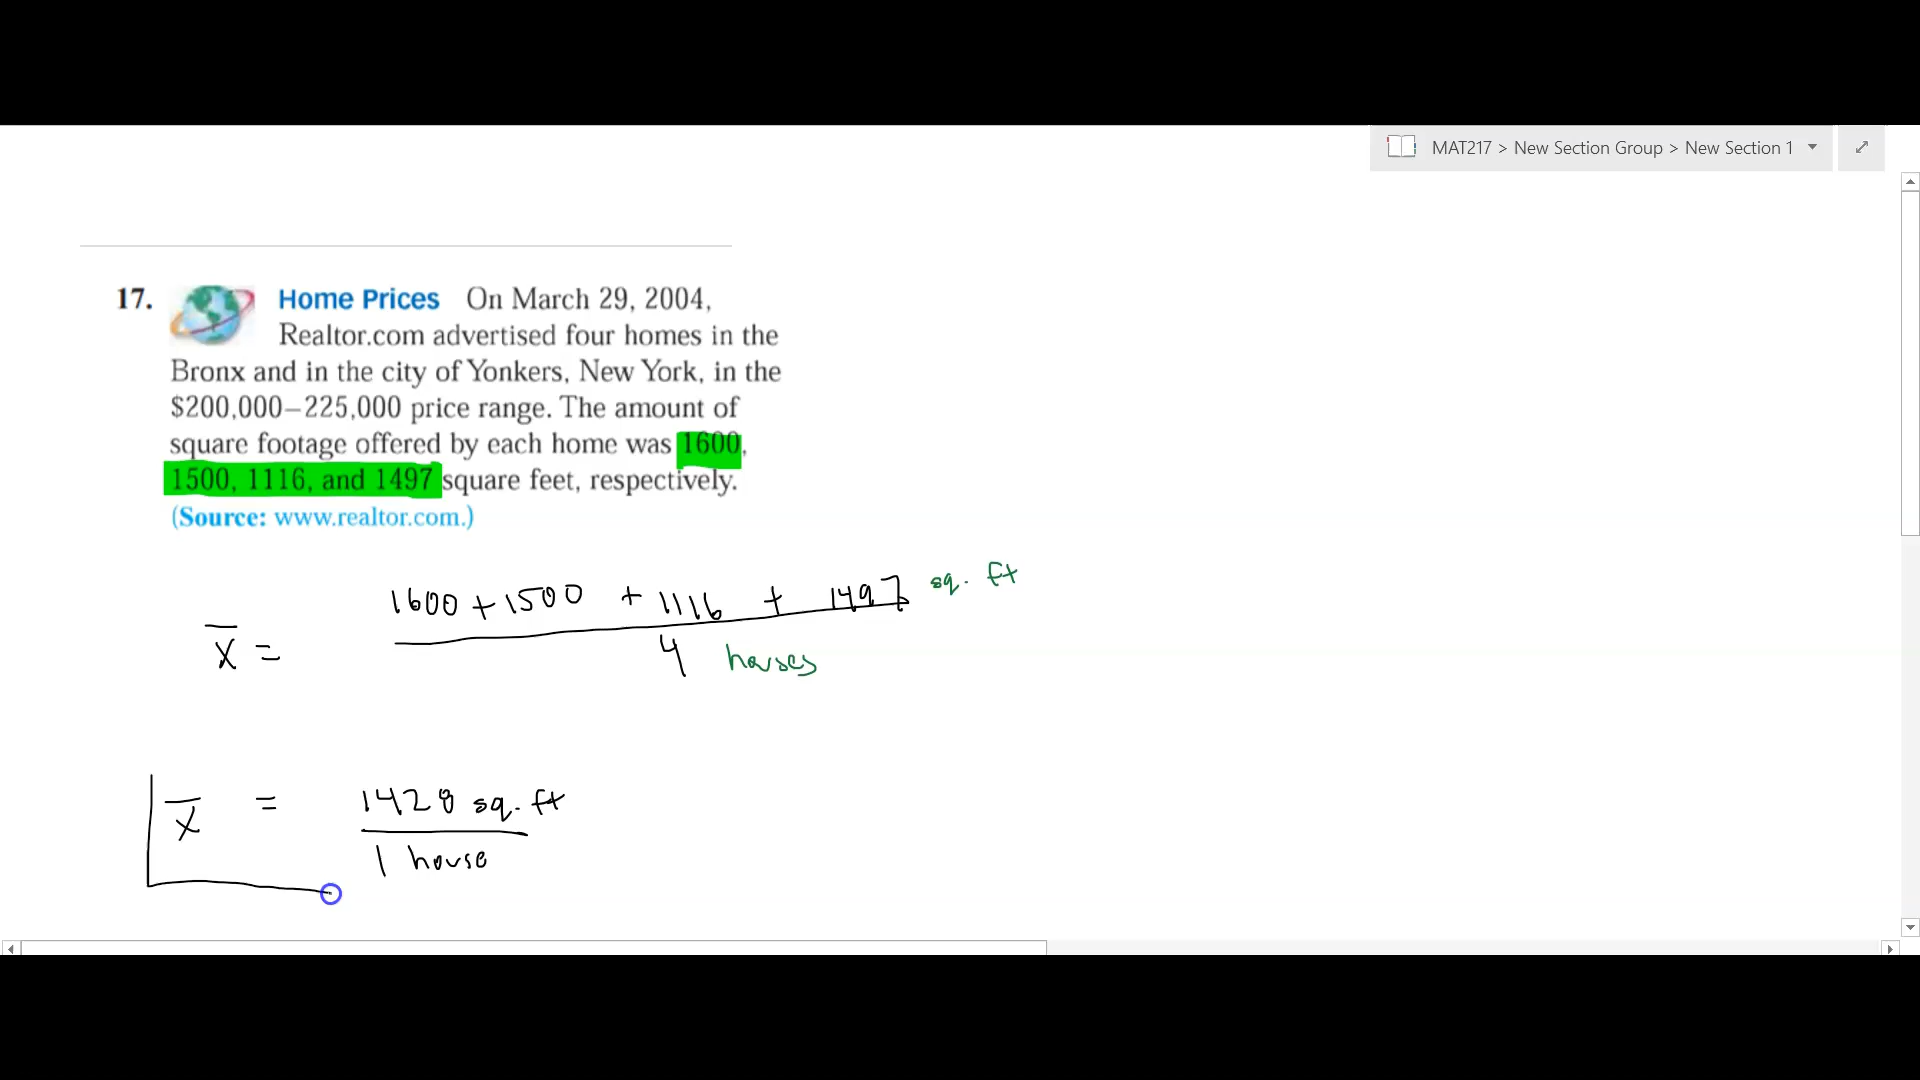 MAT217 > New Section Group > New Section 1
17. Home Prices On March 29, 2004,
Realtor.com advertised four homes in the
Bronx and in the city of Yonkers, New York, in the
$200,000–225,000 price range. The amount of
square footage offered by each home was 1600,
1500, 1116, and 1497 square feet, respectively.
(Source: www.realtor.com.)
1600 + 1500 + 1116 + 1497 sq. ft
x̄ =
4 houses
x̄ = 1428 sq. ft
1 house